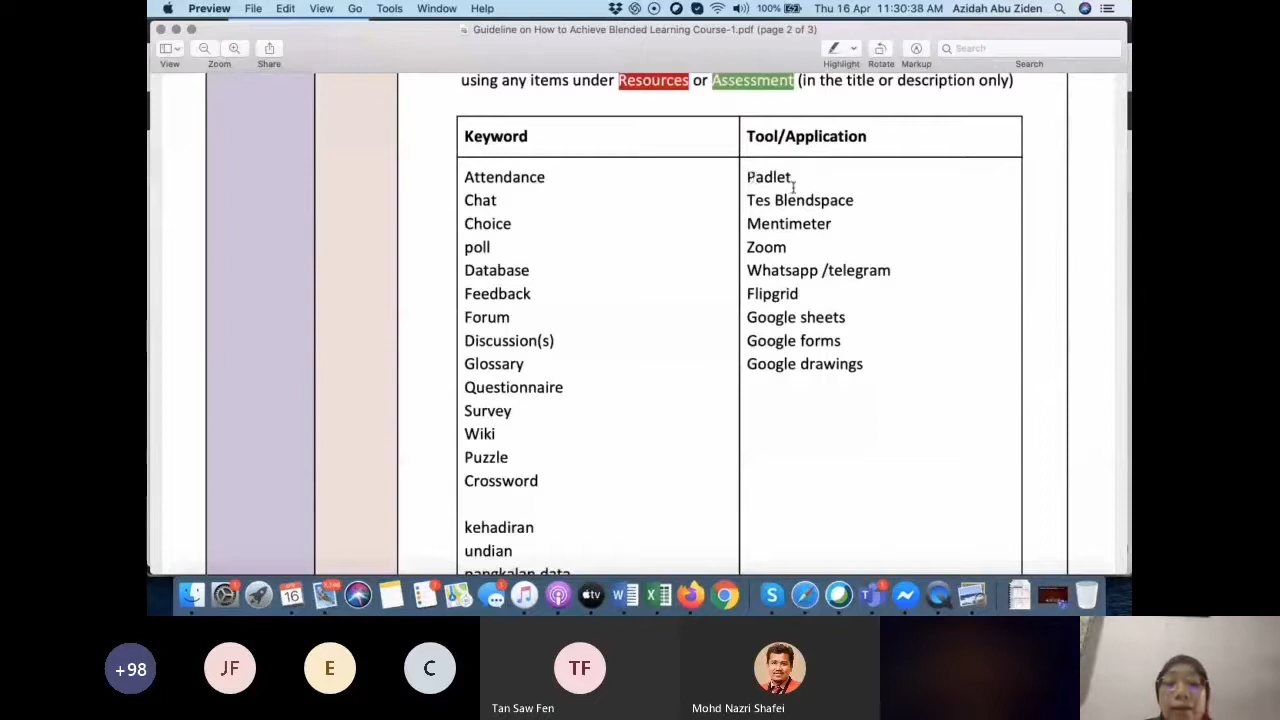 Preview File Edit View Go Tools Window Help 100% Thu 16 Apr 11:30:38 AM Azidah Abu Ziden
Guideline on How to Achieve Blended Learning Course-1.pdf (page 2 of 3)
Search
View Zoom Share Highlight Rotate Markup Search
using any items under Resources or Assessment (in the title or description only)
Keyword Tool/Application
Attendance Padlet
Chat Tes Blendspace
Choice Mentimeter
poll Zoom
Database Whatsapp /telegram
Feedback Flipgrid
Forum Google sheets
Discussion(s) Google forms
Glossary Google drawings
Questionnaire
Survey
Wiki
Puzzle
Crossword
kehadiran
undian
pangkalan data
16 tv
+98 JF E C TF
Tan Saw Fen Mohd Nazri Shafei